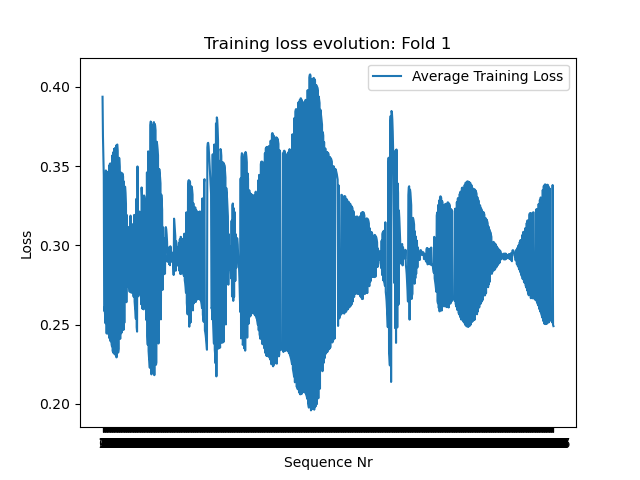 Training loss evolution: Fold 1
Average Training Loss
0.40
0.35
0.30
0.25
0.20
Loss
Sequence Nr